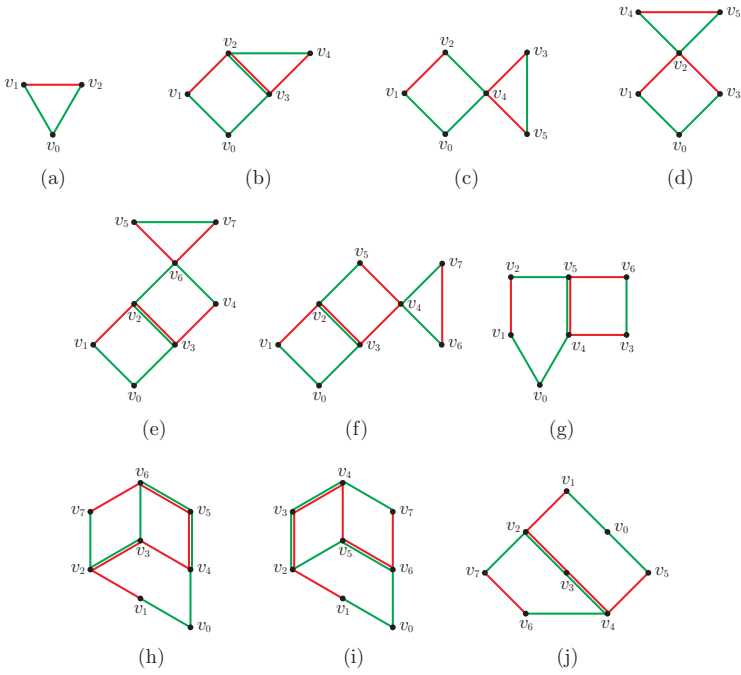 v₁ v₂
v₀
(a)
v₂ v₄
v₁ v₃
v₀
(b)
v₂ v₃
v₁ v₄
v₀ v₅
(c)
v₄ v₅
v₂
v₁ v₃
v₀
(d)
v₅ v₇
v₆
v₂ v₄
v₁ v₃
v₀
(e)
v₅ v₇
v₂ v₄
v₁ v₃ v₆
v₀
(f)
v₂ v₅ v₆
v₁ v₄ v₃
v₀
(g)
v₆
v₇ v₅
v₃
v₂ v₄
v₁
v₀
(h)
v₄
v₃ v₇
v₅
v₂ v₆
v₁
v₀
(i)
v₁
v₂ v₀
v₇ v₃ v₅
v₆ v₄
(j)